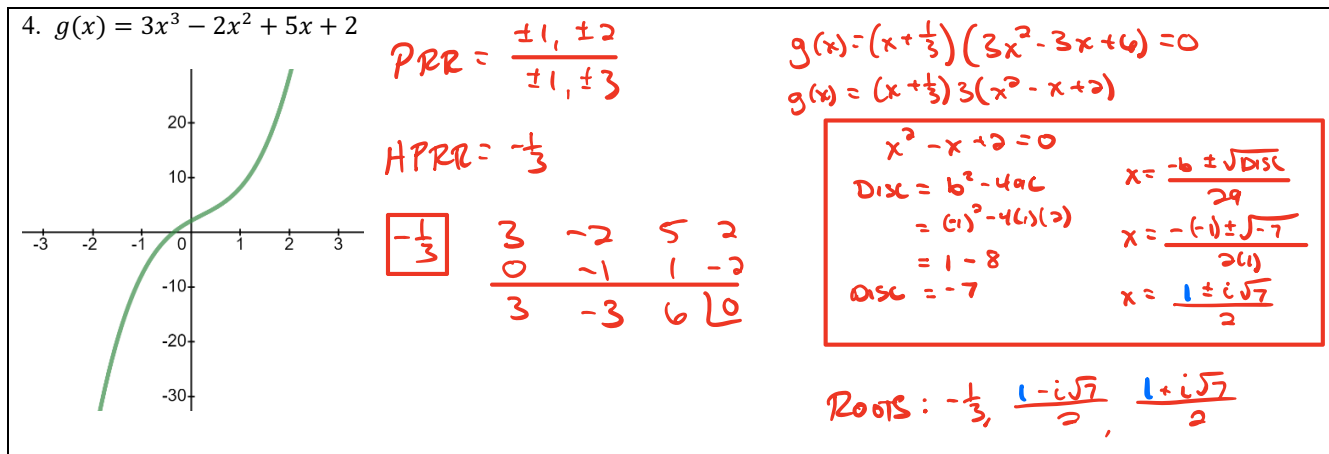 4. g(x) = 3x³ − 2x² + 5x + 2
20
10
-3 -2 -1 0 1 2 3
-10
-20
-30
PRR = ±1, ±2 / ±1, ±3
HPRR = -1/3
-1/3 | 3 -2 5 2
0 -1 1 -2
3 -3 6 |0
g(x) = (x + 1/3)(3x² - 3x + 6) = 0
g(x) = (x + 1/3) 3(x² - x + 2)
x² - x + 2 = 0
DISC = b² - 4ac
= (-1)² - 4(1)(2)
= 1 - 8
DISC = -7
x = (-b ± √DISC) / 2a
x = (-(-1) ± √-7) / 2(1)
x = (1 ± i√7) / 2
ROOTS: -1/3, (1 - i√7)/2, (1 + i√7)/2